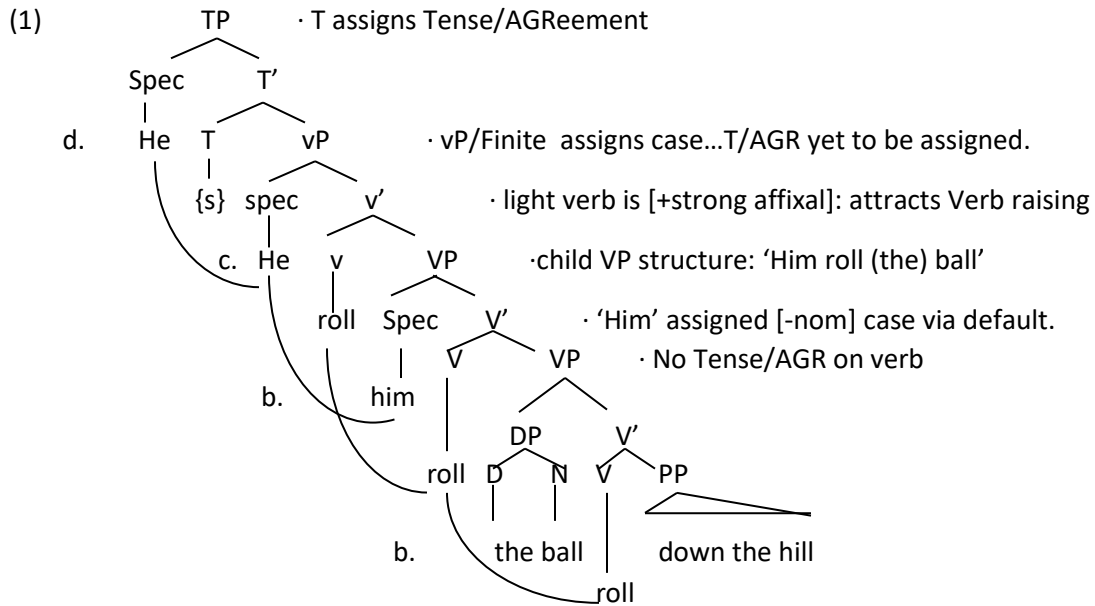 (1) TP · T assigns Tense/AGReement
Spec T’
d. He T vP · vP/Finite assigns case…T/AGR yet to be assigned.
{s} spec v’ · light verb is [+strong affixal]: attracts Verb raising
c. He v VP ·child VP structure: ‘Him roll (the) ball’
roll Spec V’ · ‘Him’ assigned [-nom] case via default.
V VP · No Tense/AGR on verb
b. him
DP V’
roll D N V PP
b. the ball down the hill
roll